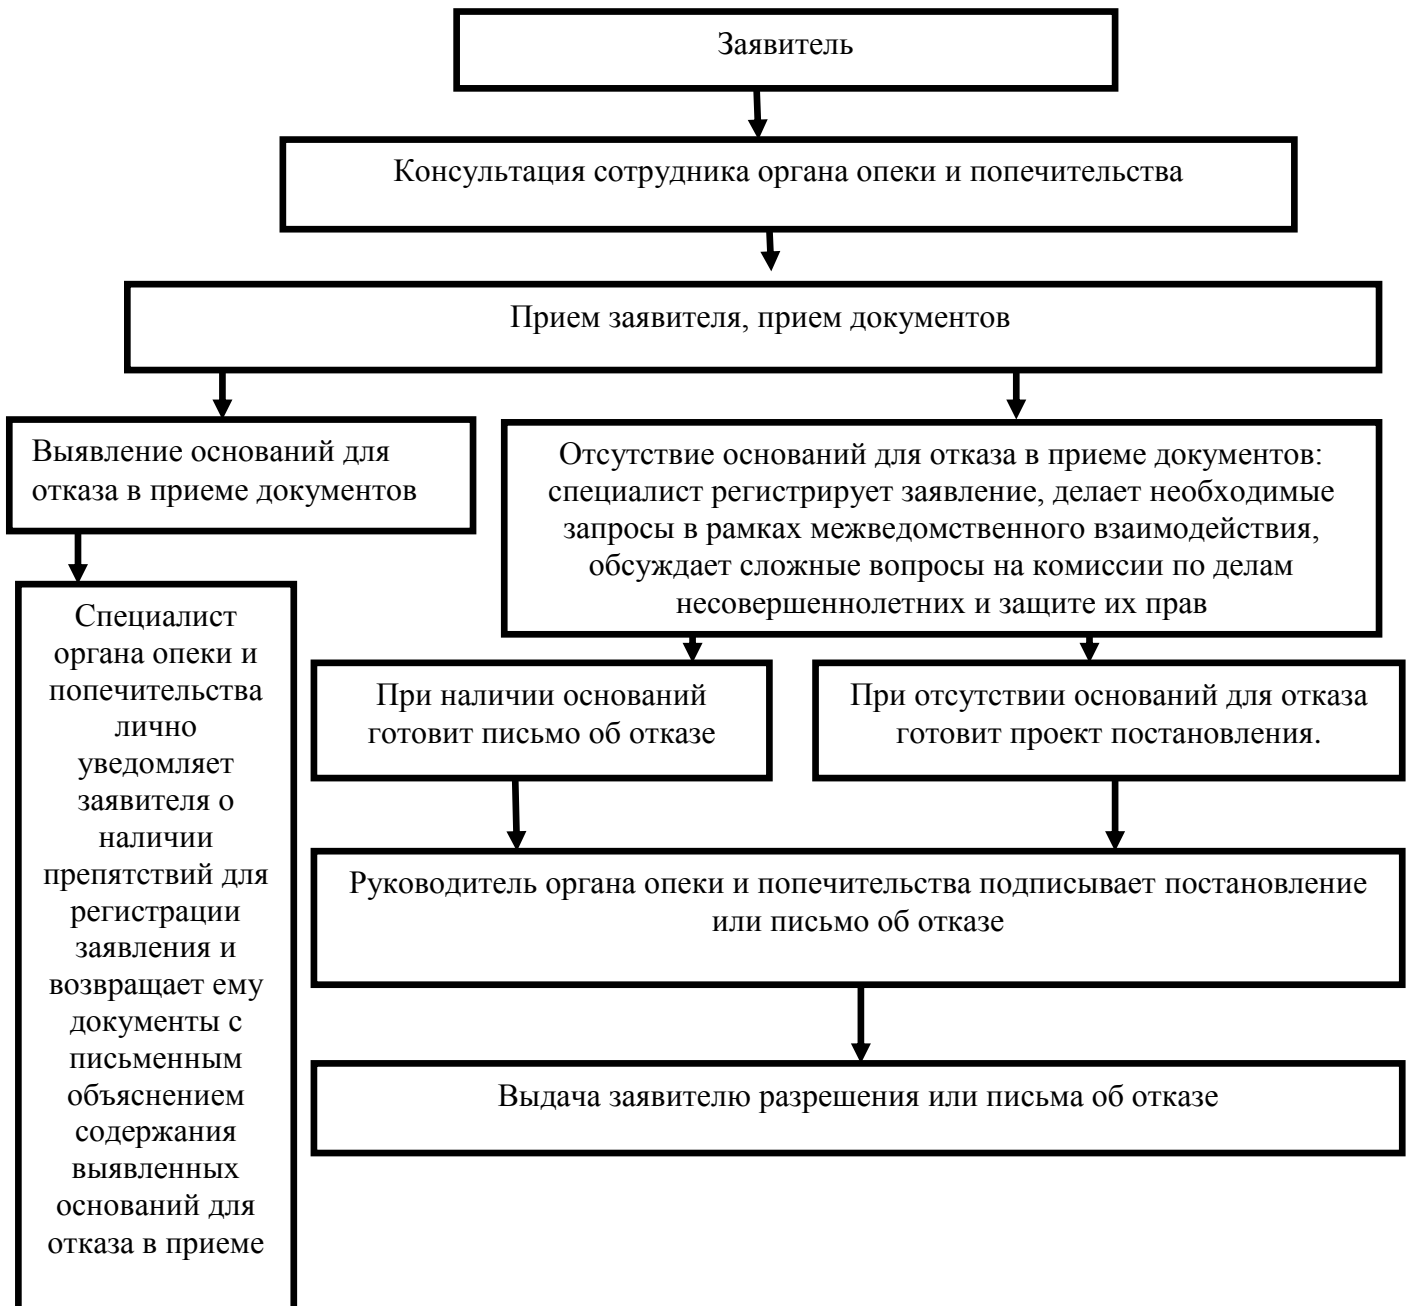 Заявитель
Консультация сотрудника органа опеки и попечительства
Прием заявителя, прием документов
Выявление оснований для
отказа в приеме документов
Отсутствие оснований для отказа в приеме документов:
специалист регистрирует заявление, делает необходимые
запросы в рамках межведомственного взаимодействия,
обсуждает сложные вопросы на комиссии по делам
несовершеннолетних и защите их прав
Специалист
органа опеки и
попечительства
лично
уведомляет
заявителя о
наличии
препятствий для
регистрации
заявления и
возвращает ему
документы с
письменным
объяснением
содержания
выявленных
оснований для
отказа в приеме
При наличии оснований
готовит письмо об отказе
При отсутствии оснований для отказа
готовит проект постановления.
Руководитель органа опеки и попечительства подписывает постановление
или письмо об отказе
Выдача заявителю разрешения или письма об отказе